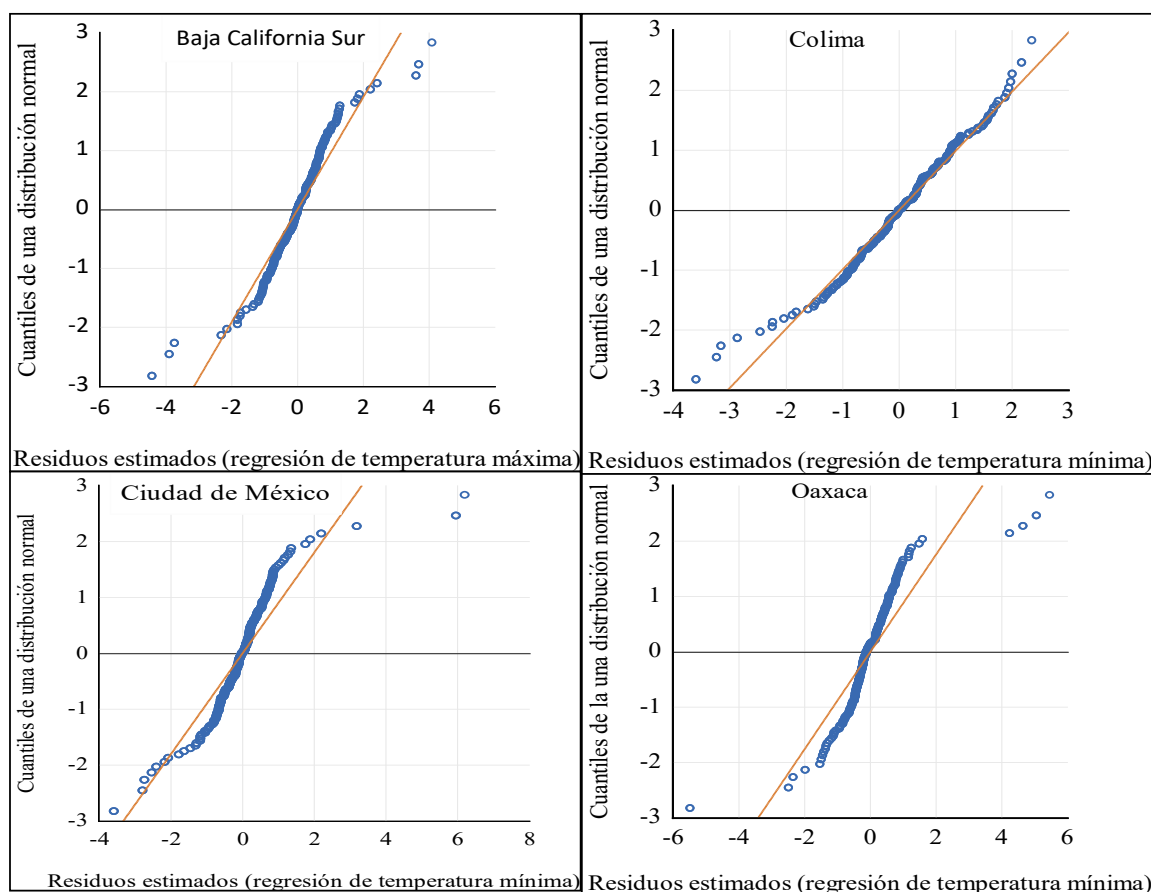 Baja California Sur
Cuantiles de una distribución normal
3
2
1
0
-1
-2
-3
-6 -4 -2 0 2 4 6
Residuos estimados (regresión de temperatura máxima)
Colima
Cuantiles de una distribución normal
3
2
1
0
-1
-2
-3
-4 -3 -2 -1 0 1 2 3
Residuos estimados (regresión de temperatura mínima)
Ciudad de México
Cuantiles de una distribución normal
3
2
1
0
-1
-2
-3
-4 -2 0 2 4 6 8
Residuos estimados (regresión de temperatura mínima)
Oaxaca
Cuantiles de la una distribución normal
3
2
1
0
-1
-2
-3
-6 -4 -2 0 2 4 6
Residuos estimados (regresión de temperatura mínima)